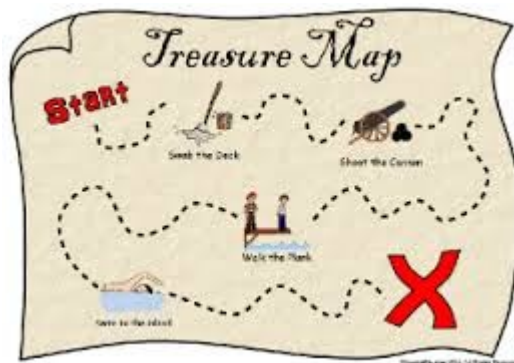 Treasure Map
Start
Swab the Deck
Shoot the Cannon
Walk the Plank
Swim to the Island
X